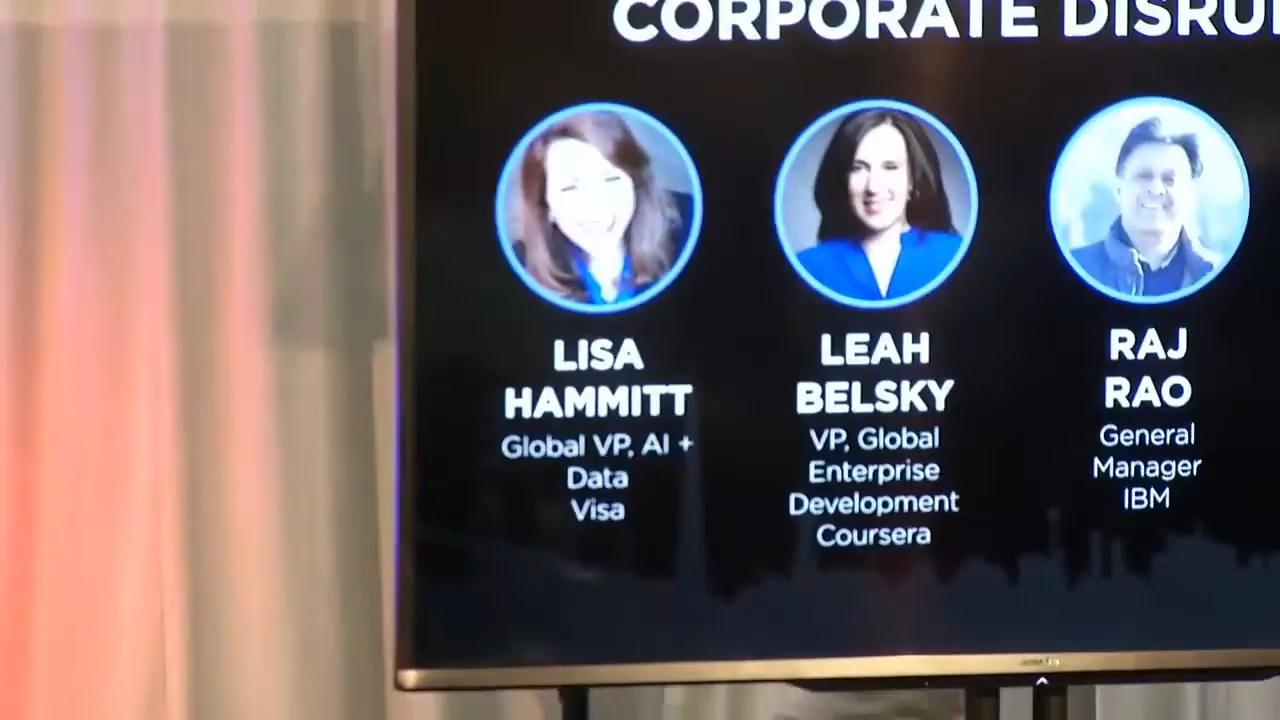 CORPORATE DISRU
LISA
HAMMITT
Global VP, AI +
Data
Visa
LEAH
BELSKY
VP, Global
Enterprise
Development
Coursera
RAJ
RAO
General
Manager
IBM